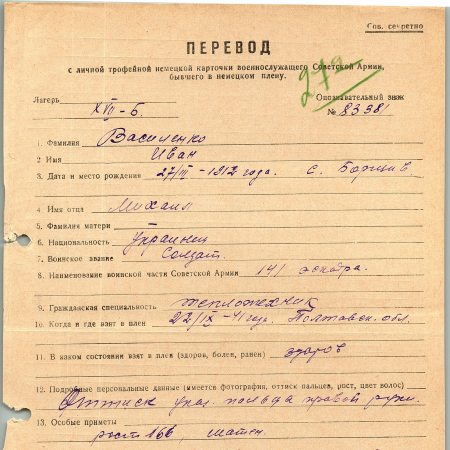 Сов. секретно
ПЕРЕВОД
с личной трофейной немецкой карточки военнослужащего Советской Армии,
бывшего в немецком плену.
Лагерь XVII-Б. Опознавательный знак
№ 83981
1. Фамилия Василенко
2 Имя Иван
3. Дата и место рождения 27/III-1912 года. с. Борщив
4. Имя отца Михаил
5. Фамилия матери
6. Национальность Украинец
7. Воинское звание Солдат.
8. Наименование воинской части Советской Армии 141
9. Гражданская специальность теплотехник
10. Когда и где взят в плен 22/IX-41 года. Полтавск. обл.
11. В каком состоянии взят в плен (здоров, болен, ранен) здоров
12. Подробные персональные данные (имеется фотография, оттиск пальцев, рост, цвет волос)
Оттиск указ. пальца правой руки.
13. Особые приметы
рост 166, шатен.